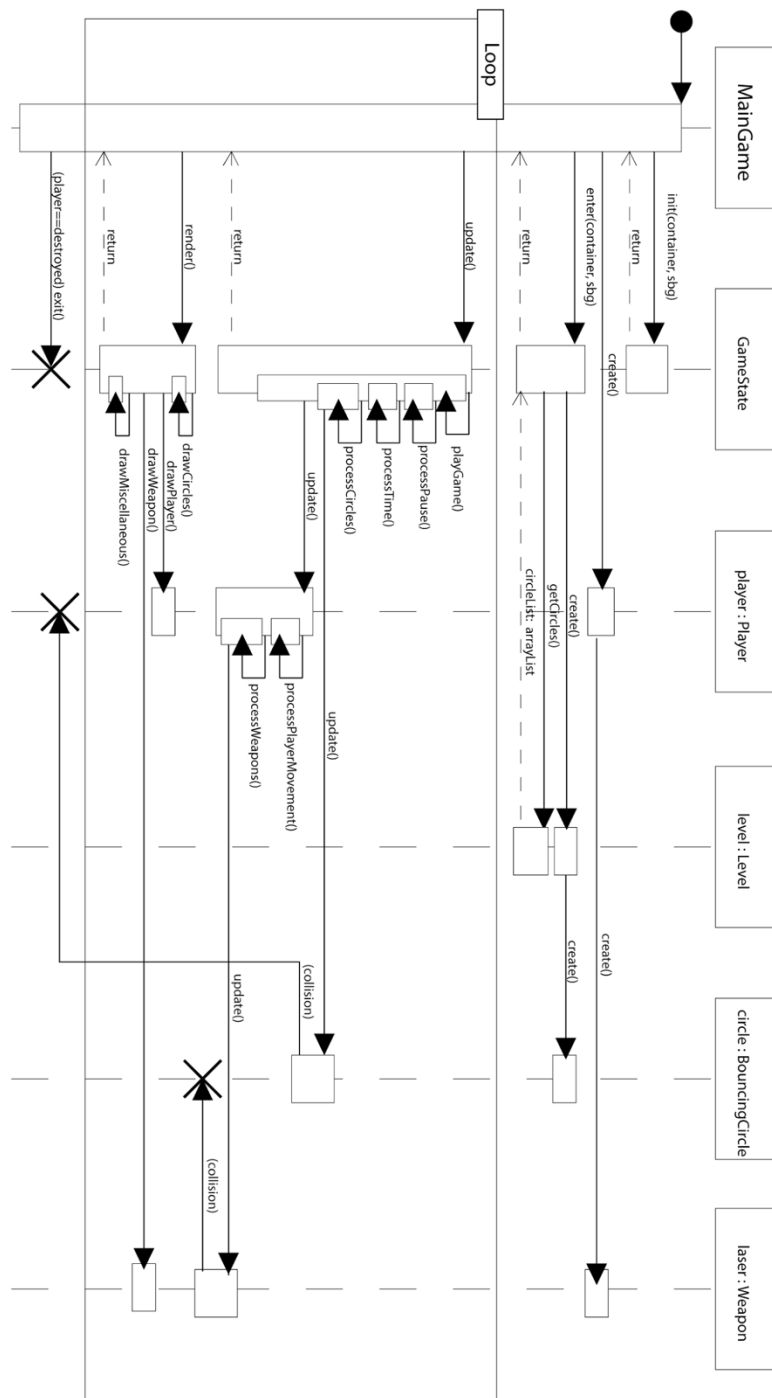 MainGame
GameState
player : Player
level : Level
circle : BouncingCircle
laser : Weapon
init(container, sbg)
return
create()
create()
enter(container, sbg)
create()
create()
getCircles()
circleList: arrayList
return
Loop
update()
playGame()
processPause()
processTime()
processCircles()
update()
(collision)
update()
processPlayerMovement()
processWeapons()
update()
(collision)
return
render()
drawCircles()
drawPlayer()
drawWeapon()
drawMiscellaneous()
return
(player==destroyed) exit()